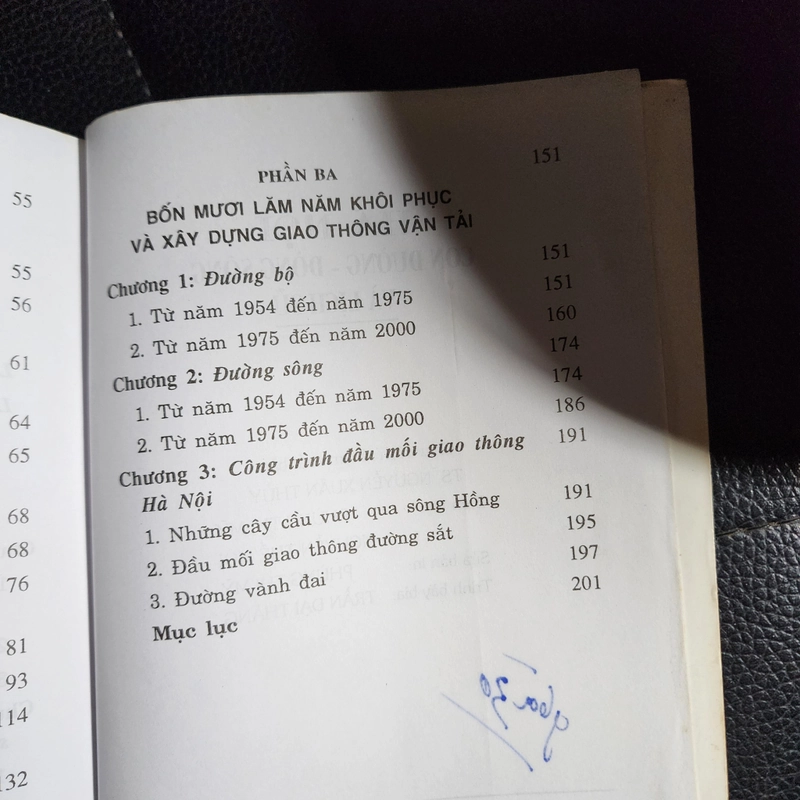 55
55
56
61
64
65
68
68
76
81
93
114
132
PHẦN BA 151
BỐN MƯƠI LĂM NĂM KHÔI PHỤC
VÀ XÂY DỰNG GIAO THÔNG VẬN TẢI
Chương 1: Đường bộ 151
1. Từ năm 1954 đến năm 1975 151
2. Từ năm 1975 đến năm 2000 160
Chương 2: Đường sông 174
1. Từ năm 1954 đến năm 1975 174
2. Từ năm 1975 đến năm 2000 186
Chương 3: Công trình đầu mối giao thông 191
Hà Nội
1. Những cây cầu vượt qua sông Hồng 191
2. Đầu mối giao thông đường sắt 195
3. Đường vành đai 197
Mục lục 201